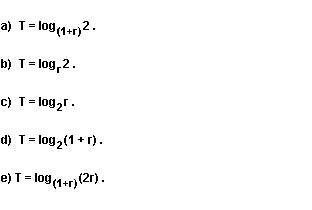 a) T = log₍₁₊ᵣ₎2 .
b) T = logᵣ2 .
c) T = log₂r .
d) T = log₂(1 + r) .
e) T = log₍₁₊ᵣ₎(2r) .